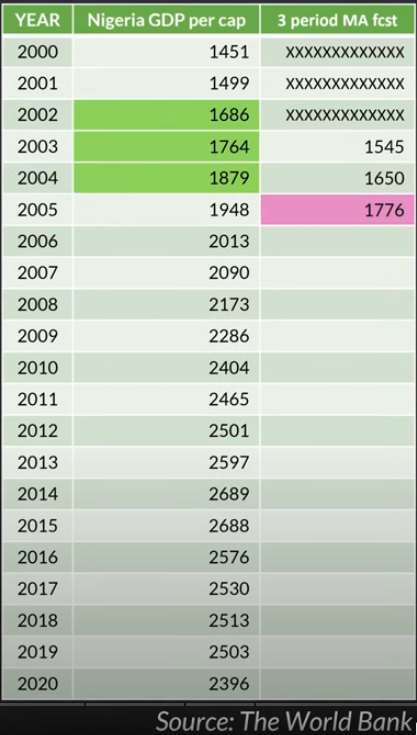 YEAR Nigeria GDP per cap 3 period MA fcst
2000 1451 XXXXXXXXXXXXX
2001 1499 XXXXXXXXXXXXX
2002 1686 XXXXXXXXXXXXX
2003 1764 1545
2004 1879 1650
2005 1948 1776
2006 2013
2007 2090
2008 2173
2009 2286
2010 2404
2011 2465
2012 2501
2013 2597
2014 2689
2015 2688
2016 2576
2017 2530
2018 2513
2019 2503
2020 2396
Source: The World Bank